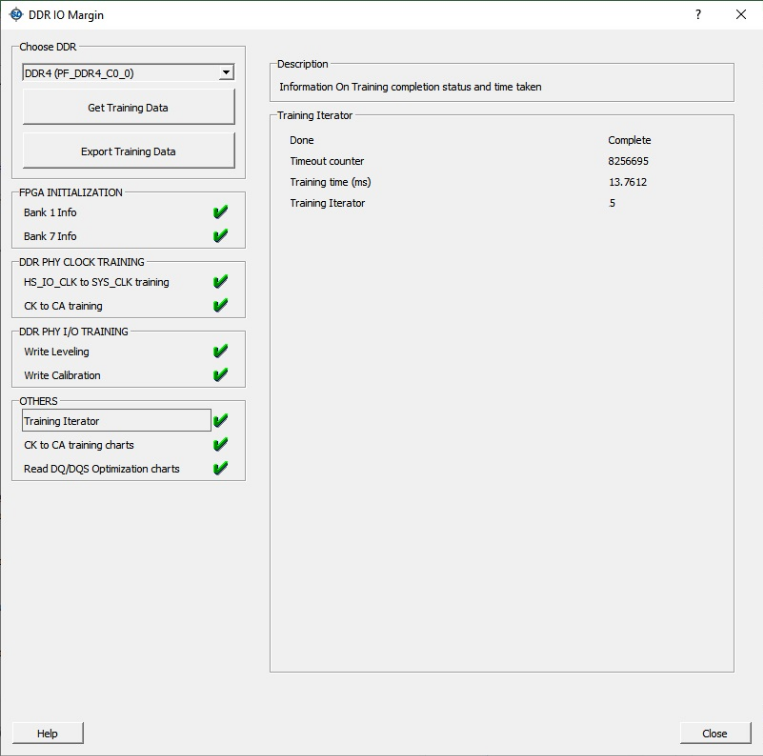 DDR IO Margin
?
Choose DDR
DDR4 (PF_DDR4_C0_0)
Get Training Data
Export Training Data
FPGA INITIALIZATION
Bank 1 Info
Bank 7 Info
DDR PHY CLOCK TRAINING
HS_IO_CLK to SYS_CLK training
CK to CA training
DDR PHY I/O TRAINING
Write Leveling
Write Calibration
OTHERS
Training Iterator
CK to CA training charts
Read DQ/DQS Optimization charts
Description
Information On Training completion status and time taken
Training Iterator
Done Complete
Timeout counter 8256695
Training time (ms) 13.7612
Training Iterator 5
Help
Close